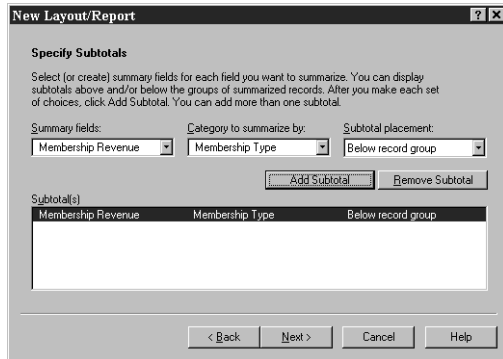 New Layout/Report
Specify Subtotals
Select (or create) summary fields for each field you want to summarize. You can display
subtotals above and/or below the groups of summarized records. After you make each set
of choices, click Add Subtotal. You can add more than one subtotal.
Summary fields: Category to summarize by: Subtotal placement:
Membership Revenue Membership Type Below record group
Add Subtotal Remove Subtotal
Subtotal(s)
Membership Revenue Membership Type Below record group
< Back Next > Cancel Help